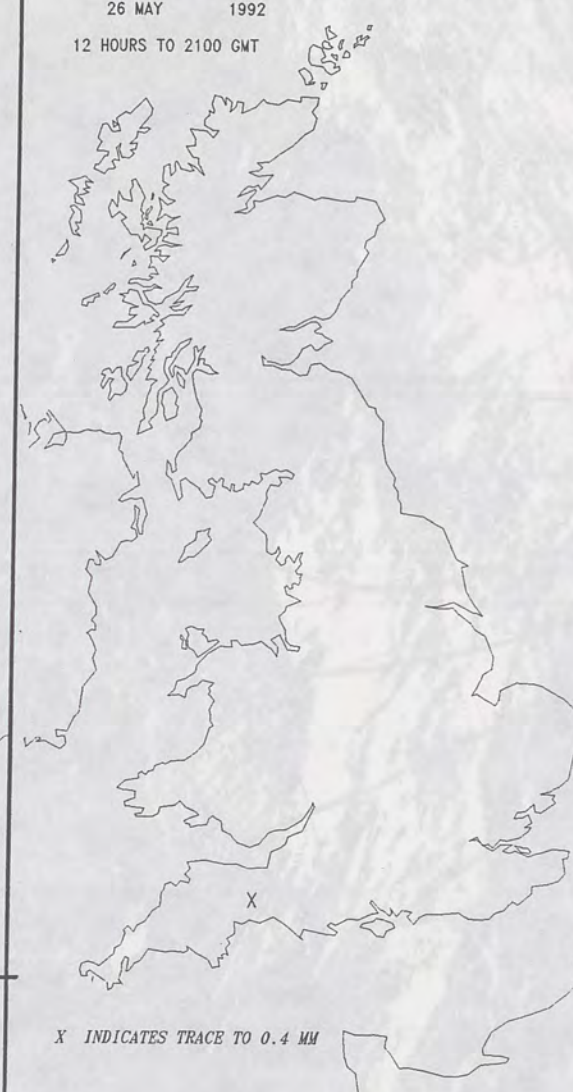 26 MAY 1992
12 HOURS TO 2100 GMT
X
X INDICATES TRACE TO 0.4 MM